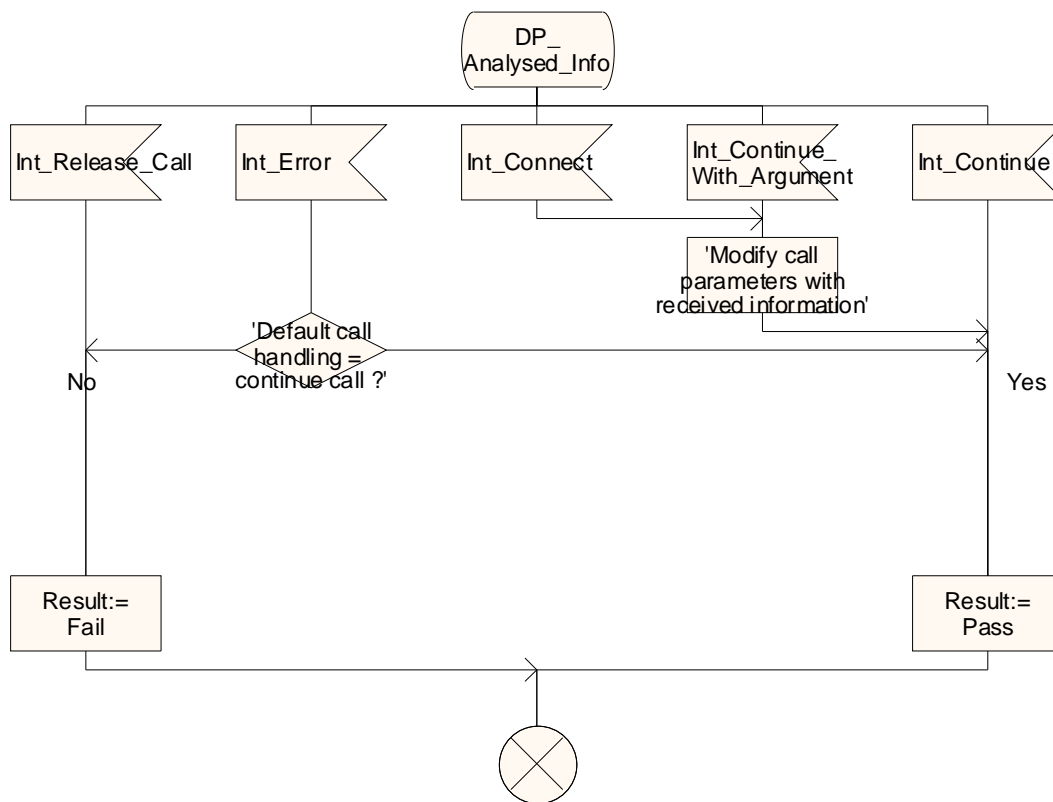 DP_
Analysed_Info
Int_Release_Call
Int_Error
Int_Connect
Int_Continue_
With_Argument
Int_Continue
'Modify call
parameters with
received information'
'Default call
handling =
continue call ?'
No
Yes
Result:=
Fail
Result:=
Pass